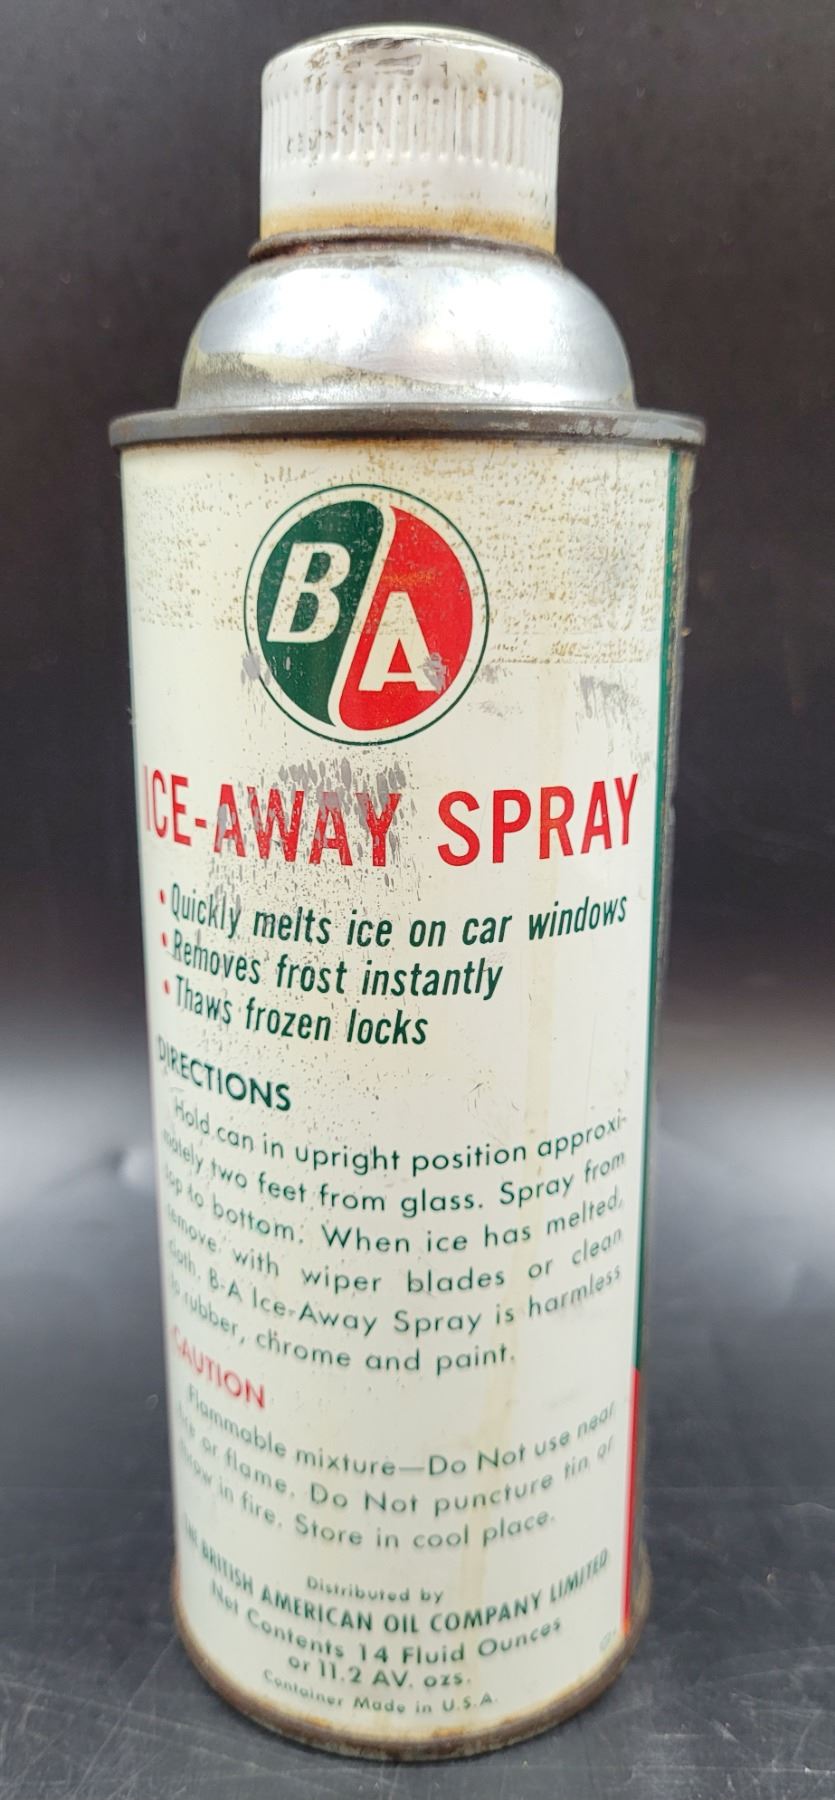 B A
ICE-AWAY SPRAY
• Quickly melts ice on car windows
• Removes frost instantly
• Thaws frozen locks
DIRECTIONS
Hold can in upright position approxi-
mately two feet from glass. Spray from
top to bottom. When ice has melted,
remove with wiper blades or clean
cloth. B-A Ice-Away Spray is harmless
to rubber, chrome and paint.
CAUTION
Flammable mixture—Do Not use near
fire or flame. Do Not puncture tin or
throw in fire. Store in cool place.
Distributed by
THE BRITISH AMERICAN OIL COMPANY LIMITED
Net Contents 14 Fluid Ounces
or 11.2 AV. ozs.
Container Made in U.S.A.